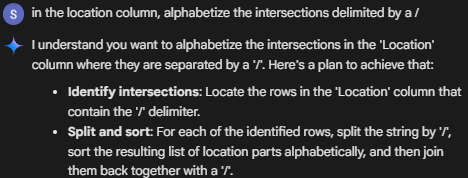 S in the location column, alphabetize the intersections delimited by a /
I understand you want to alphabetize the intersections in the 'Location'
column where they are separated by a '/'. Here's a plan to achieve that:
• Identify intersections: Locate the rows in the 'Location' column that
contain the '/' delimiter.
• Split and sort: For each of the identified rows, split the string by '/',
sort the resulting list of location parts alphabetically, and then join
them back together with a '/'.